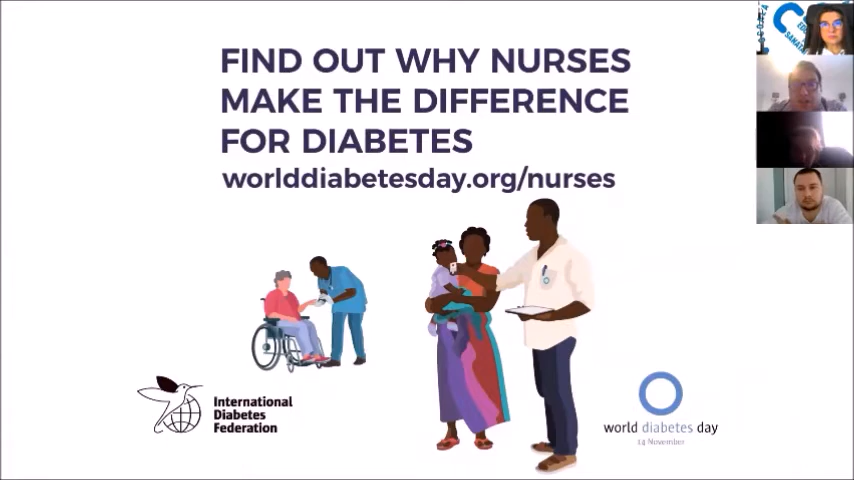 FIND OUT WHY NURSES
MAKE THE DIFFERENCE
FOR DIABETES
worlddiabetesday.org/nurses
International
Diabetes
Federation
world diabetes day
14 November